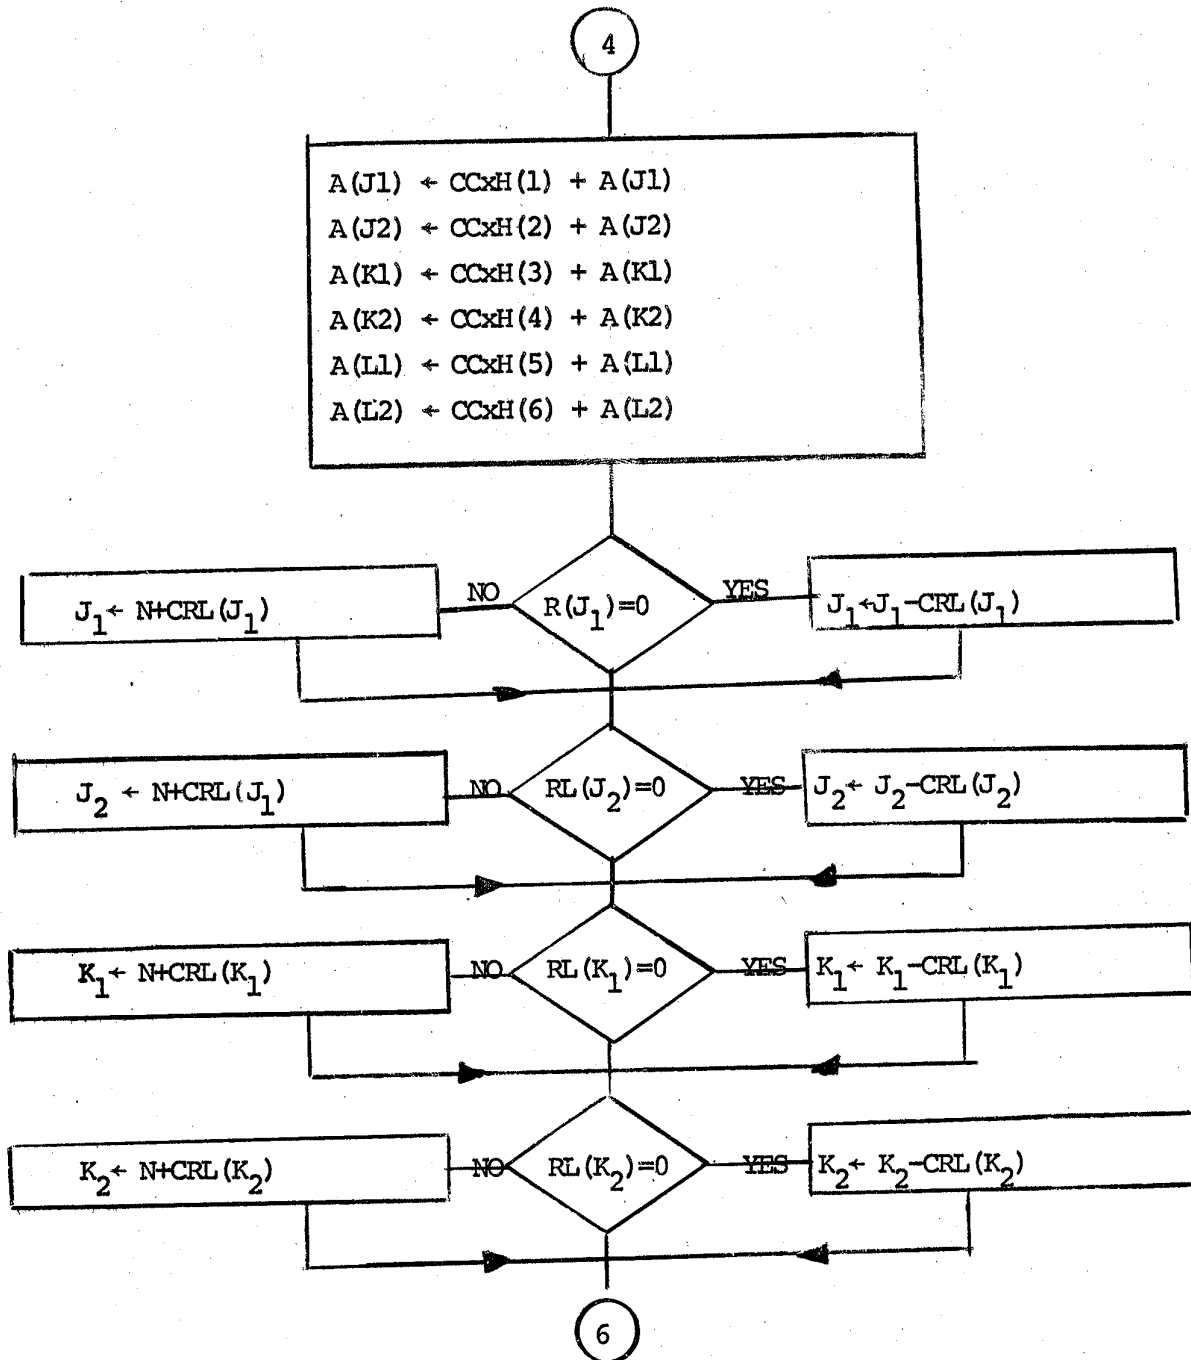 4
A(J1) ← CCxH(1) + A(J1)
A(J2) ← CCxH(2) + A(J2)
A(K1) ← CCxH(3) + A(K1)
A(K2) ← CCxH(4) + A(K2)
A(L1) ← CCxH(5) + A(L1)
A(L2) ← CCxH(6) + A(L2)
J₁← N+CRL(J₁)
NO
R(J₁)=0
YES
J₁←J₁-CRL(J₁)
J₂ ← N+CRL(J₁)
NO
RL(J₂)=0
YES
J₂← J₂-CRL(J₂)
K₁← N+CRL(K₁)
NO
RL(K₁)=0
YES
K₁← K₁-CRL(K₁)
K₂← N+CRL(K₂)
NO
RL(K₂)=0
YES
K₂← K₂-CRL(K₂)
6